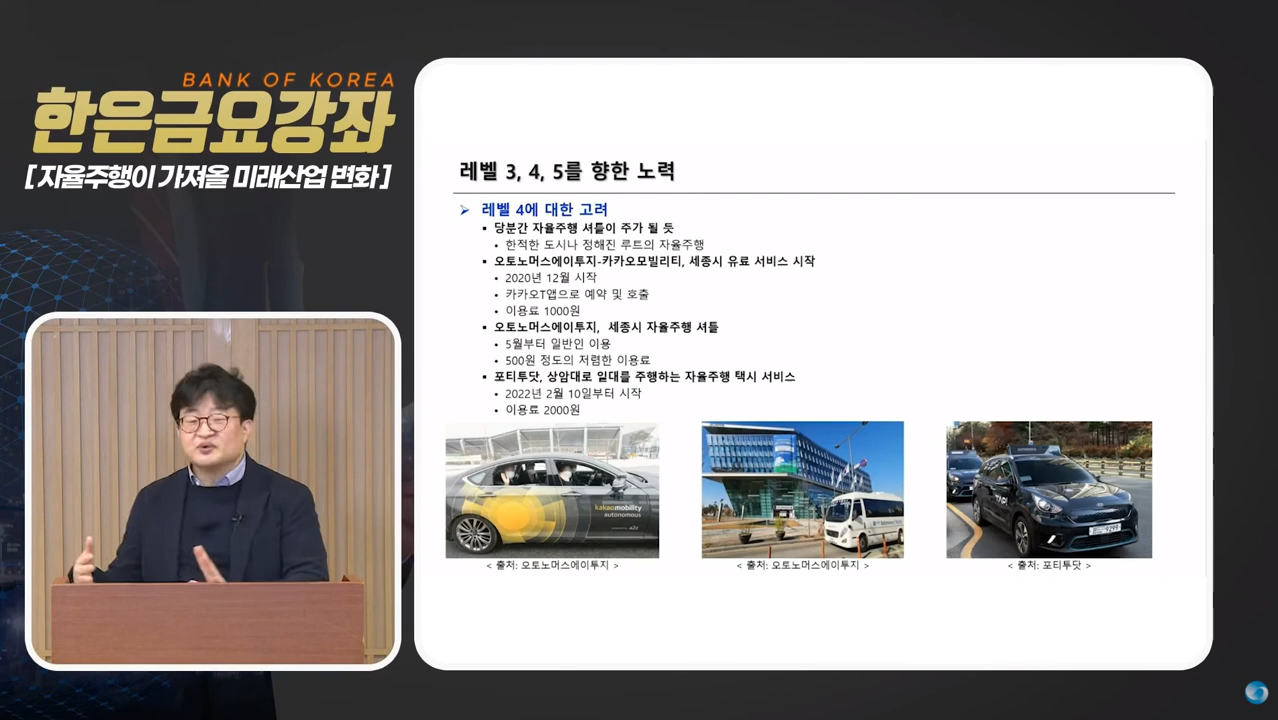 BANK OF KOREA
한은금요강좌
[ 자율주행이 가져올 미래산업 변화 ]
레벨 3, 4, 5를 향한 노력
➢ 레벨 4에 대한 고려
▪ 당분간 자율주행 셔틀이 주가 될 듯
• 한적한 도시나 정해진 루트의 자율주행
▪ 오토노머스에이투지-카카오모빌리티, 세종시 유료 서비스 시작
• 2020년 12월 시작
• 카카오T앱으로 예약 및 호출
• 이용료 1000원
▪ 오토노머스에이투지, 세종시 자율주행 셔틀
• 5월부터 일반인 이용
• 500원 정도의 저렴한 이용료
▪ 포티투닷, 상암대로 일대를 주행하는 자율주행 택시 서비스
• 2022년 2월 10일부터 시작
• 이용료 2000원
kakaomobility
autonomous
a2z
TAP!
< 출처: 오토노머스에이투지 >
< 출처: 오토노머스에이투지 >
< 출처: 포티투닷 >